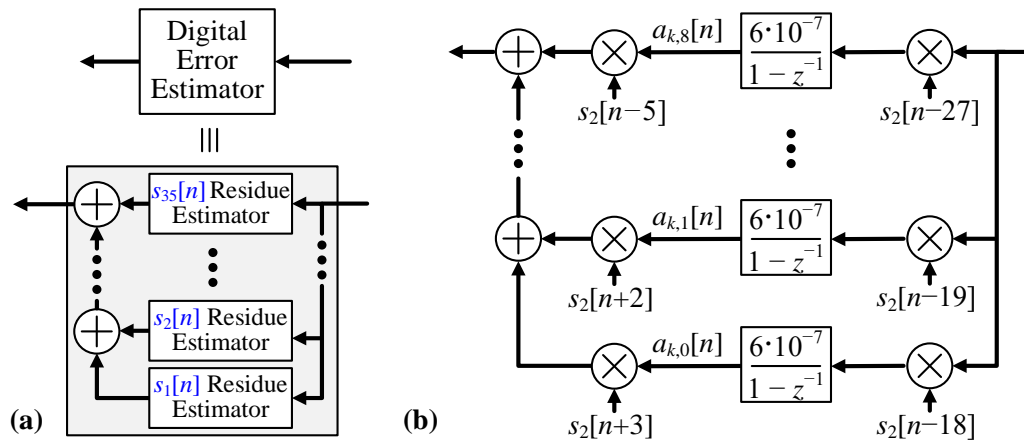 Digital
Error
Estimator
s₃₅[n] Residue
Estimator
s₂[n] Residue
Estimator
s₁[n] Residue
Estimator
(a)
aₖ,₈[n]
6·10⁻⁷
1 − z⁻¹
s₂[n−5]
s₂[n−27]
aₖ,₁[n]
6·10⁻⁷
1 − z⁻¹
s₂[n+2]
s₂[n−19]
aₖ,₀[n]
6·10⁻⁷
1 − z⁻¹
s₂[n+3]
s₂[n−18]
(b)